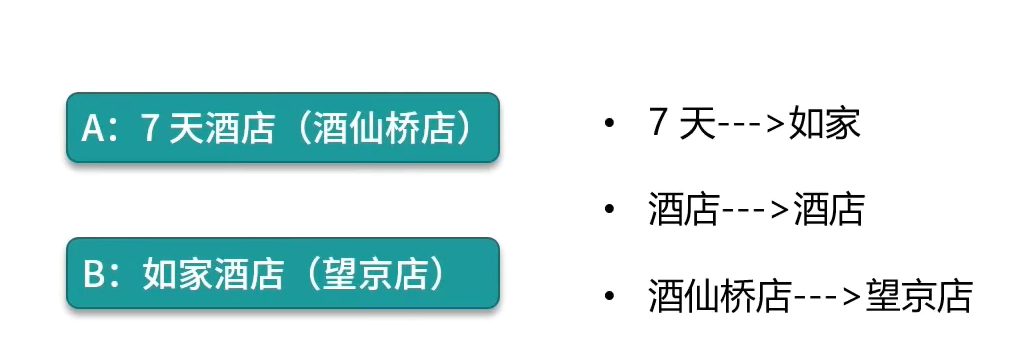 A：7 天酒店（酒仙桥店）
B：如家酒店（望京店）
• 7 天--->如家
• 酒店--->酒店
• 酒仙桥店--->望京店